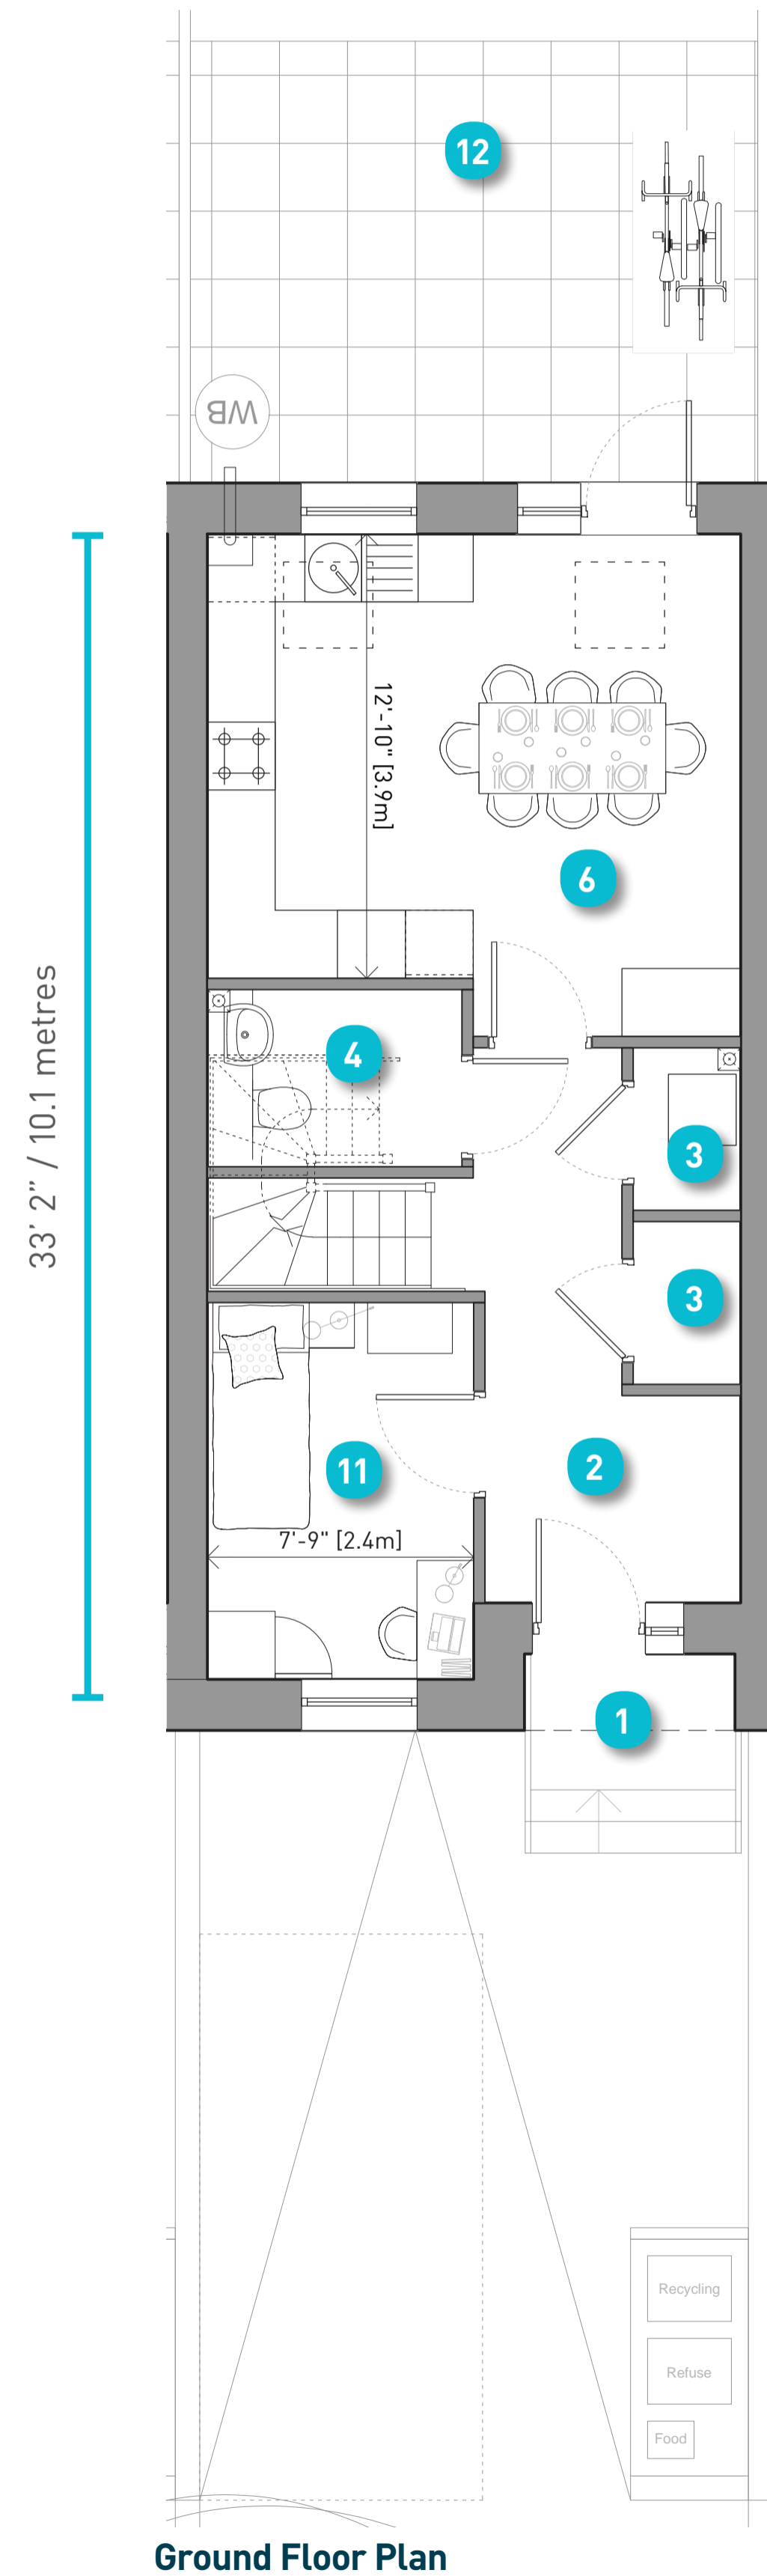 12
WB
12'-10" [3.9m]
6
33’ 2” / 10.1 metres
4
3
3
11
2
7'-9" [2.4m]
1
Recycling
Refuse
Food
Ground Floor Plan